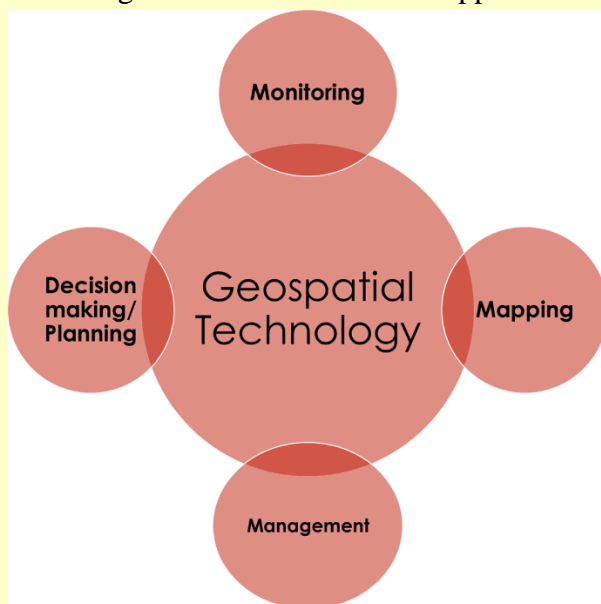 Monitoring
Decision
making/
Planning
Geospatial
Technology
Mapping
Management